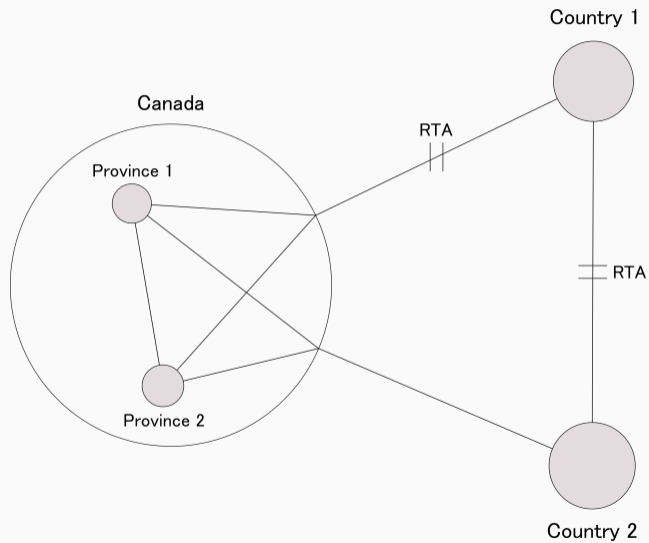 Country 1
Canada
RTA
Province 1
RTA
Province 2
Country 2